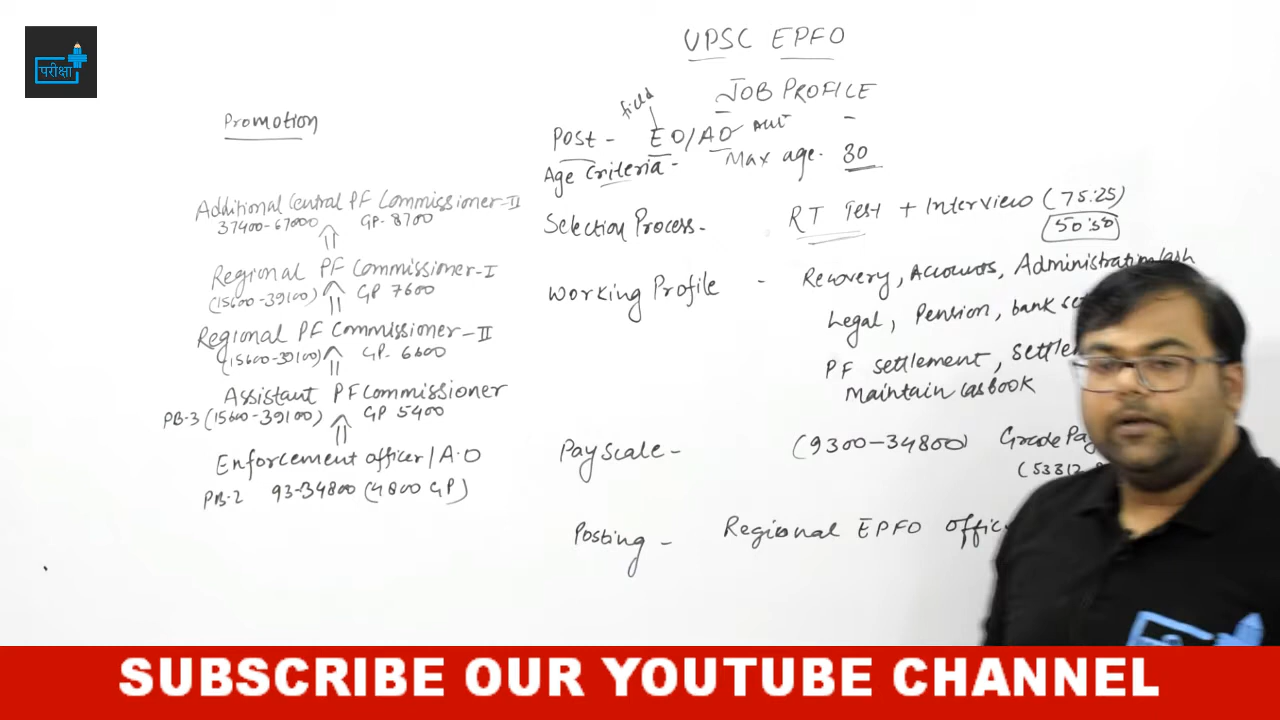 परीक्षा
UPSC EPFO
JOB PROFILE
Promotion
field
Post - EO/AO
Age Criteria - Max age. 30
Selection Process - RT Test + Interview (75:25)
50:50
Working Profile - Recovery, Accounts, Administration
Legal, Pension, bank
PF settlement,
Maintain casbook
Pay Scale - (9300-34800) Grade Pay
Posting - Regional EPFO offic
Additional Central PF Commissioner-II
37400-67000 GP. 8700
Regional PF Commissioner-I
(15600-39100) GP 7600
Regional PF Commissioner-II
(15600-39100) GP. 6600
Assistant PF Commissioner
PB-3 (15600-39100) GP 5400
Enforcement officer/A.O
PB-2 93-34800 (4800 GP)
SUBSCRIBE OUR YOUTUBE CHANNEL